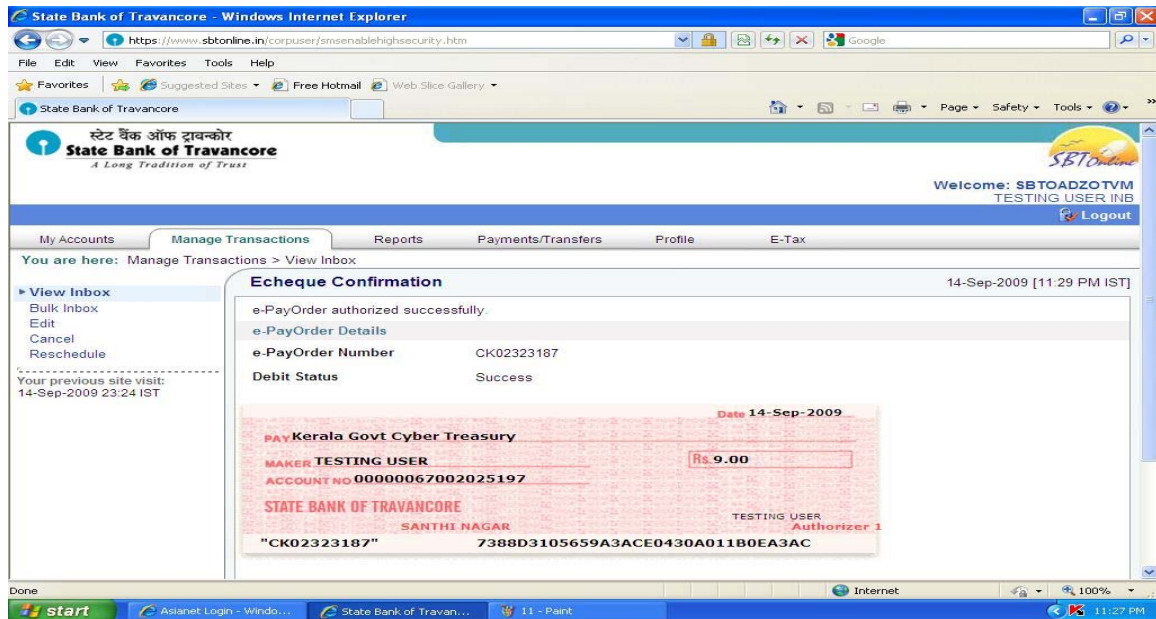 State Bank of Travancore - Windows Internet Explorer
https://www.sbtonline.in/corpuser/smsenablehighsecurity.htm
Google
File Edit View Favorites Tools Help
Favorites Suggested Sites Free Hotmail Web Slice Gallery
State Bank of Travancore Page Safety Tools
स्टेट बैंक ऑफ ट्रावन्कोर
State Bank of Travancore
A Long Tradition of Trust
SBTOnline
Welcome: SBTOADZOTVM
TESTING USER INB
Logout
My Accounts Manage Transactions Reports Payments/Transfers Profile E-Tax
You are here: Manage Transactions > View Inbox
View Inbox
Bulk Inbox
Edit
Cancel
Reschedule
Your previous site visit:
14-Sep-2009 23:24 IST
Echeque Confirmation 14-Sep-2009 [11:29 PM IST]
e-PayOrder authorized successfully.
e-PayOrder Details
e-PayOrder Number CK02323187
Debit Status Success
Date 14-Sep-2009
PAY Kerala Govt Cyber Treasury
MAKER TESTING USER Rs.9.00
ACCOUNT NO 00000067002025197
STATE BANK OF TRAVANCORE
TESTING USER
SANTHI NAGAR Authorizer 1
"CK02323187" 7388D3105659A3ACE0430A011B0EA3AC
Done Internet 100%
start Asianet Login - Windo... State Bank of Travan... 11 - Paint 11:27 PM